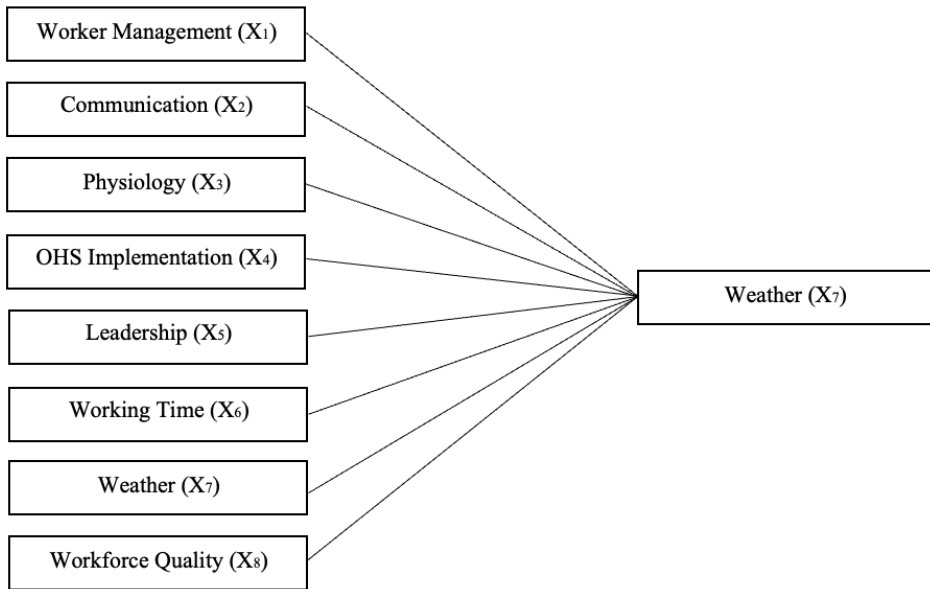 Worker Management (X₁)
Communication (X₂)
Physiology (X₃)
OHS Implementation (X₄)
Leadership (X₅)
Working Time (X₆)
Weather (X₇)
Workforce Quality (X₈)
Weather (X₇)